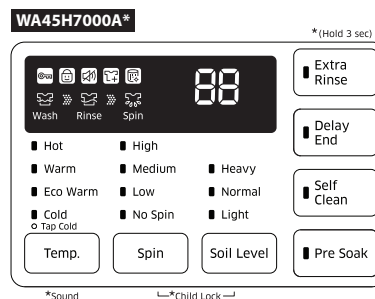 WA45H7000A*
*(Hold 3 sec)
88
Wash Rinse Spin
Hot High
Warm Medium Heavy
Eco Warm Low Normal
Cold No Spin Light
Tap Cold
Temp. Spin Soil Level
Extra
Rinse
Delay
End
Self
Clean
Pre Soak
*Sound *Child Lock